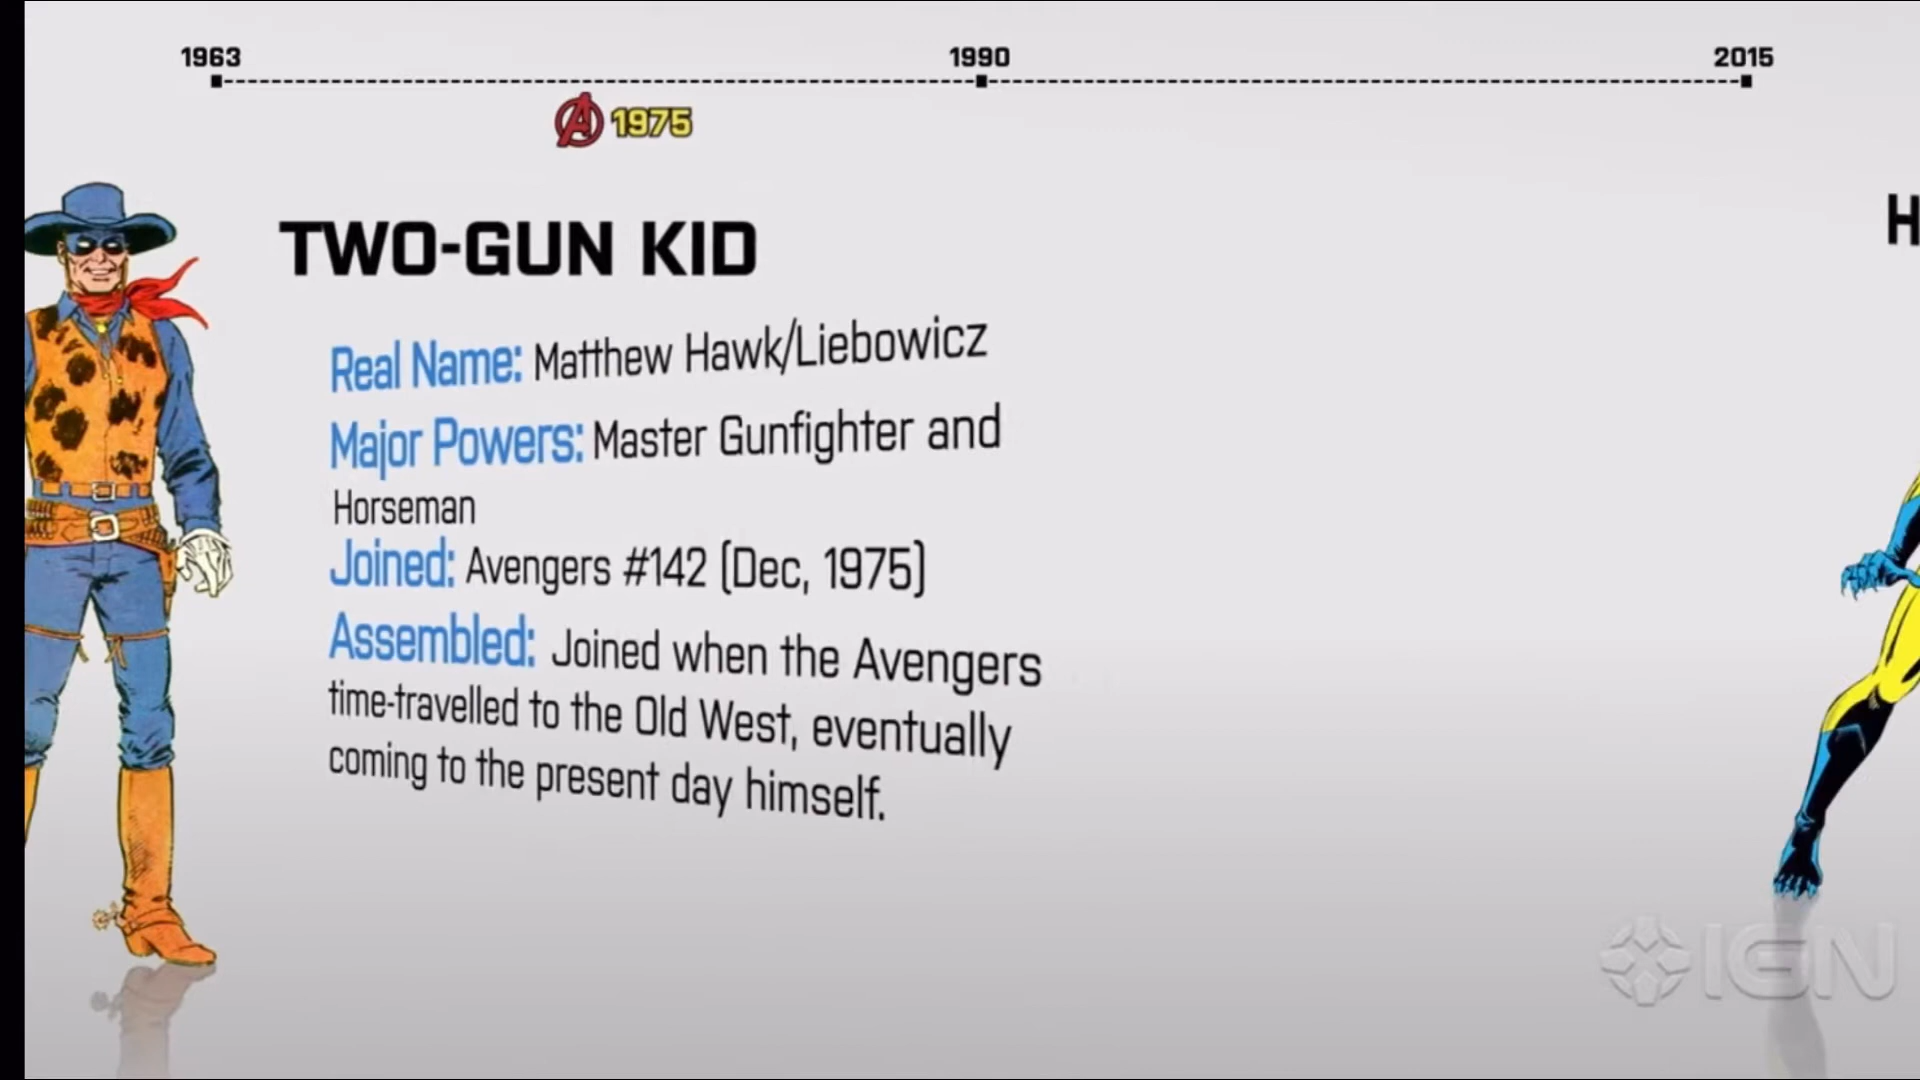 1963 1990 2015
1975
TWO-GUN KID
H
Real Name: Matthew Hawk/Liebowicz
Major Powers: Master Gunfighter and
Horseman
Joined: Avengers #142 (Dec, 1975)
Assembled: Joined when the Avengers
time-travelled to the Old West, eventually
coming to the present day himself.
IGN